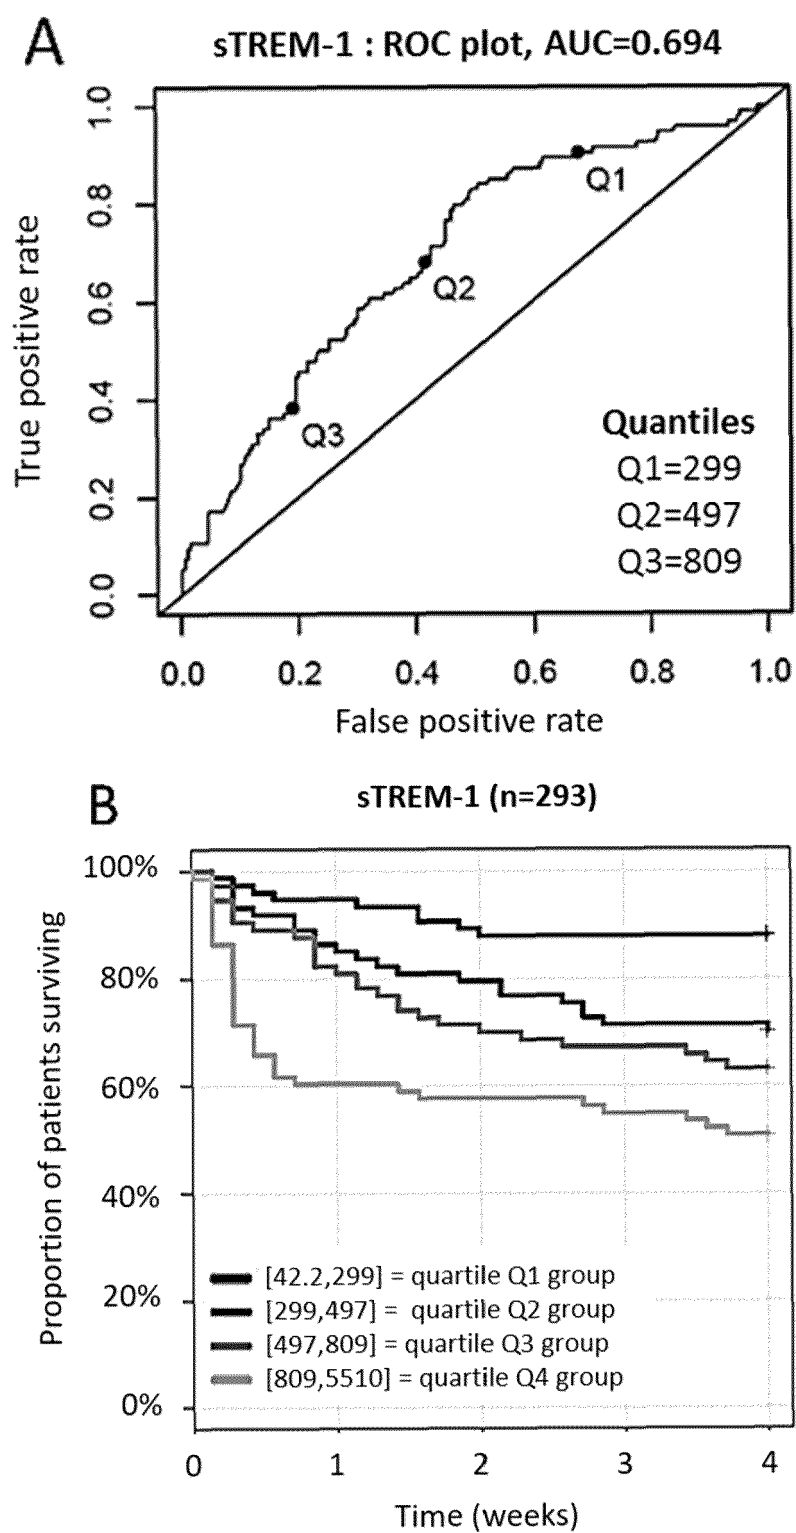 A
sTREM-1 : ROC plot, AUC=0.694
True positive rate
1.0
0.8
0.6
0.4
0.2
0.0
Q1
Q2
Q3
Quantiles
Q1=299
Q2=497
Q3=809
0.0 0.2 0.4 0.6 0.8 1.0
False positive rate
B
sTREM-1 (n=293)
Proportion of patients surviving
100%
80%
60%
40%
20%
0%
[42.2,299] = quartile Q1 group
[299,497] = quartile Q2 group
[497,809] = quartile Q3 group
[809,5510] = quartile Q4 group
0 1 2 3 4
Time (weeks)